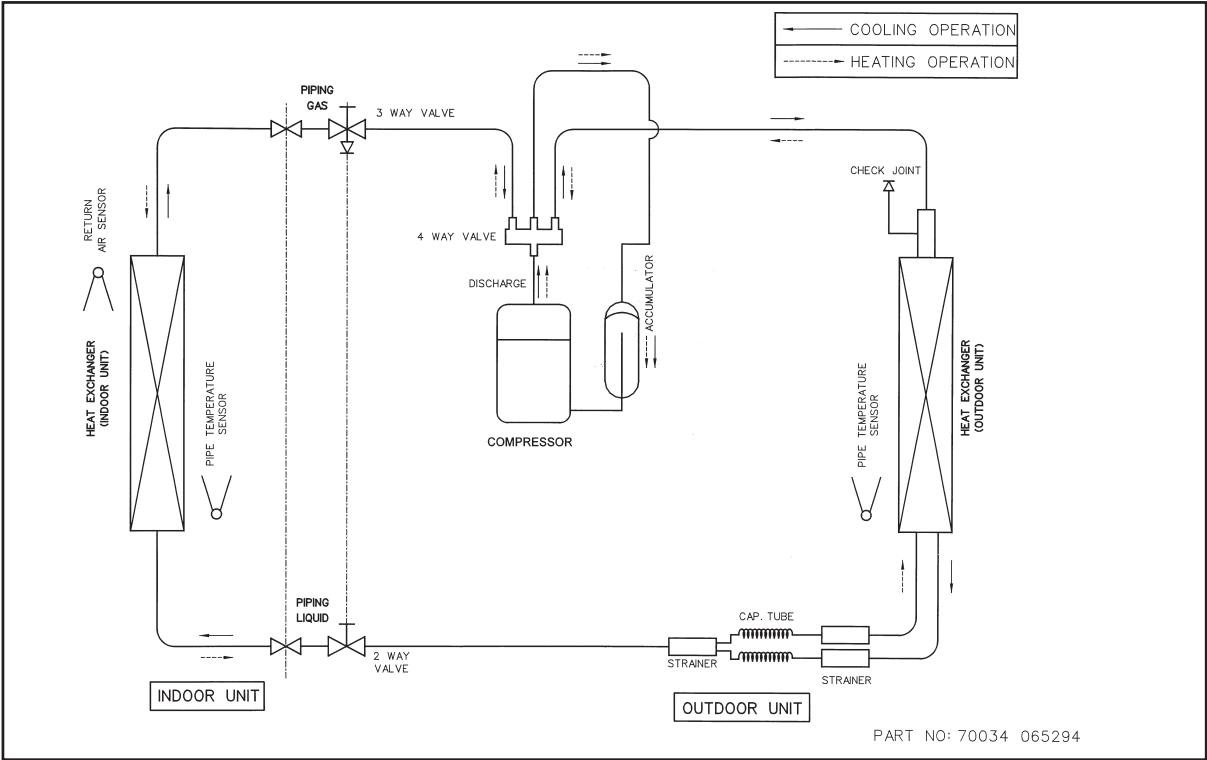 COOLING OPERATION
HEATING OPERATION
PIPING
GAS
3 WAY VALVE
CHECK JOINT
RETURN
AIR SENSOR
4 WAY VALVE
DISCHARGE
ACCUMULATOR
HEAT EXCHANGER
(INDOOR UNIT)
PIPE TEMPERATURE
SENSOR
COMPRESSOR
PIPE TEMPERATURE
SENSOR
HEAT EXCHANGER
(OUTDOOR UNIT)
PIPING
LIQUID
2 WAY
VALVE
CAP. TUBE
STRAINER
STRAINER
INDOOR UNIT
OUTDOOR UNIT
PART NO: 70034 065294